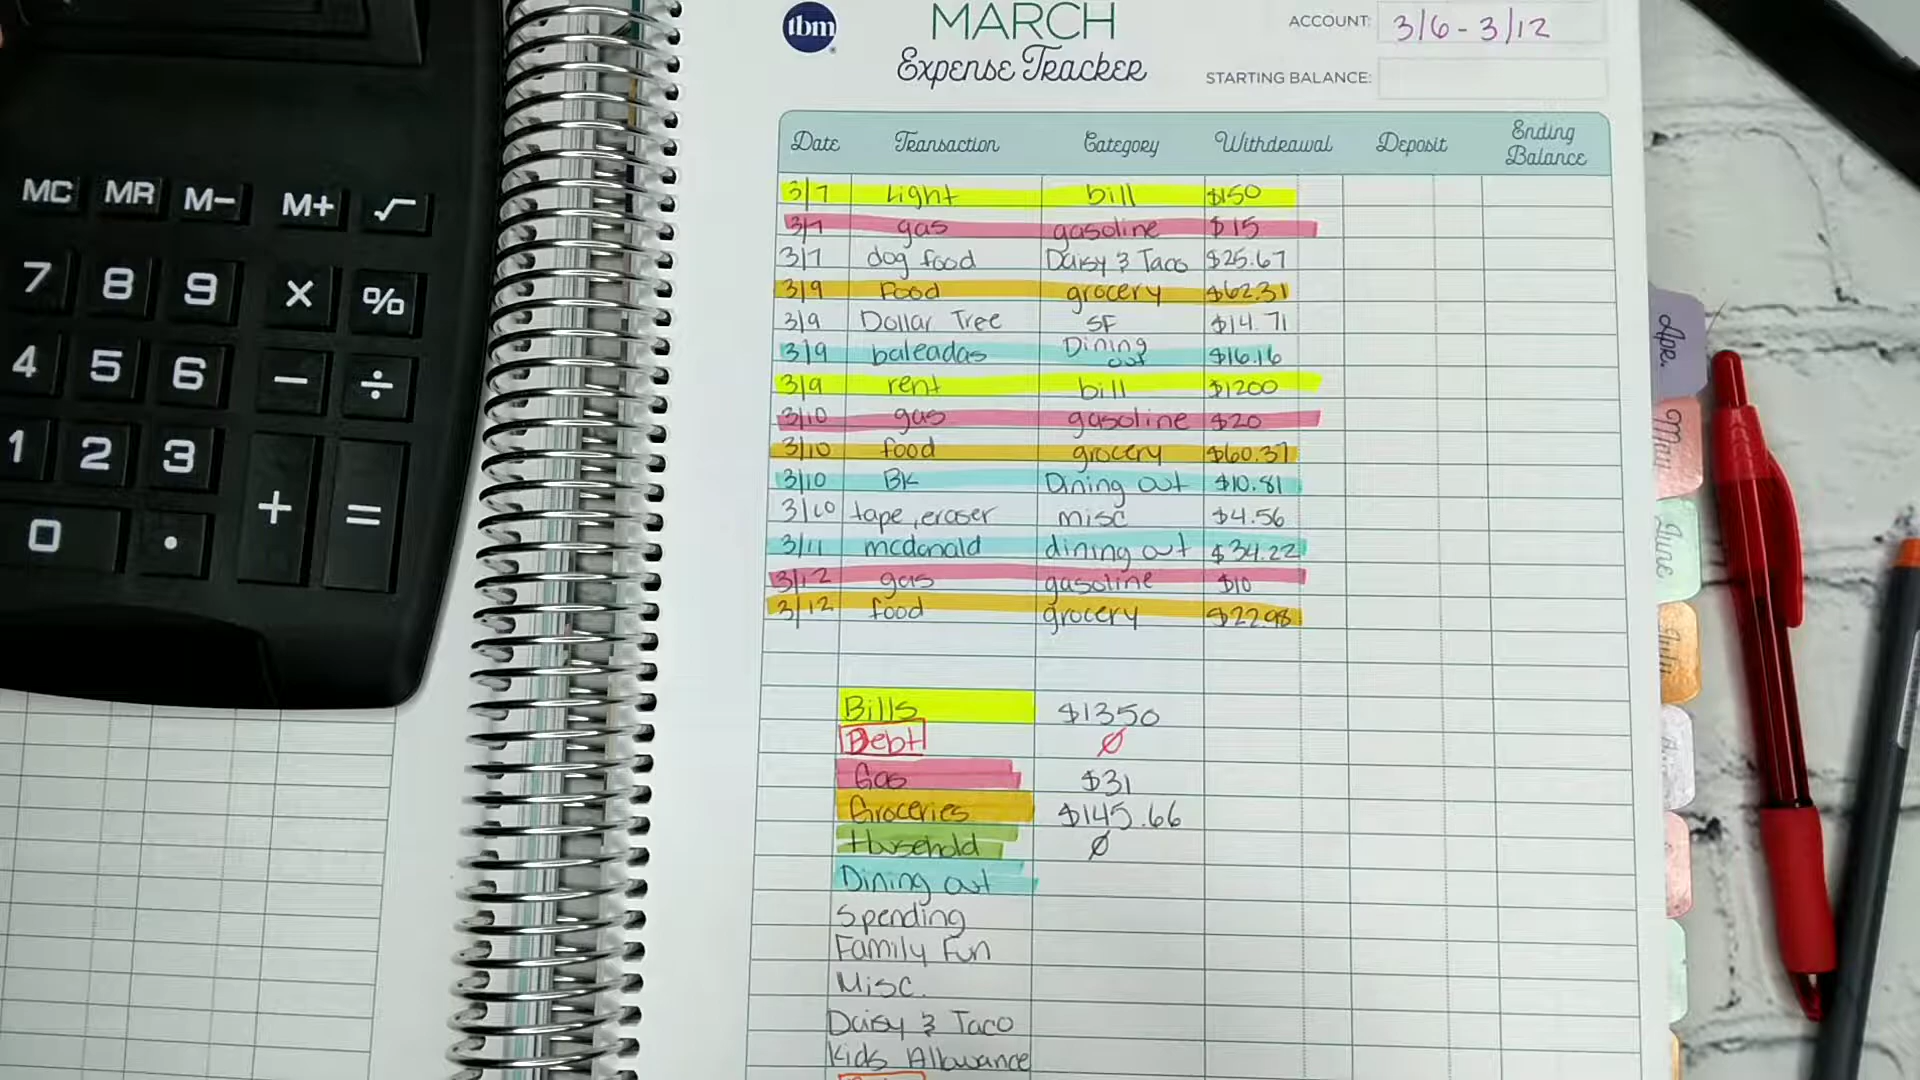 tbm
MARCH
Expense Tracker
ACCOUNT: 3/6 - 3/12
STARTING BALANCE:
Date Transaction Category Withdrawal Deposit Ending Balance
3/7 Light bill $150
3/7 gas gasoline $15
3/7 dog food Daisy & Taco $25.67
3/9 Food grocery $62.31
3/9 Dollar Tree SF $14.71
3/9 baleadas Dining out $16.16
3/9 rent bill $1200
3/10 gas gasoline $20
3/10 food grocery $60.37
3/10 BK Dining out $10.81
3/10 tape, eraser misc $4.56
3/11 mcdonald dining out $34.22
3/12 gas gasoline $10
3/12 food grocery $22.98
Bills $1350
Debt Ø
Gas $31
Groceries $145.66
Household Ø
Dining out
Spending
Family Fun
Misc.
Daisy & Taco
Kids Allowance
MC MR M− M+ √
7 8 9 × %
4 5 6 − ÷
1 2 3 + =
0 .
Apr.
May
June
July